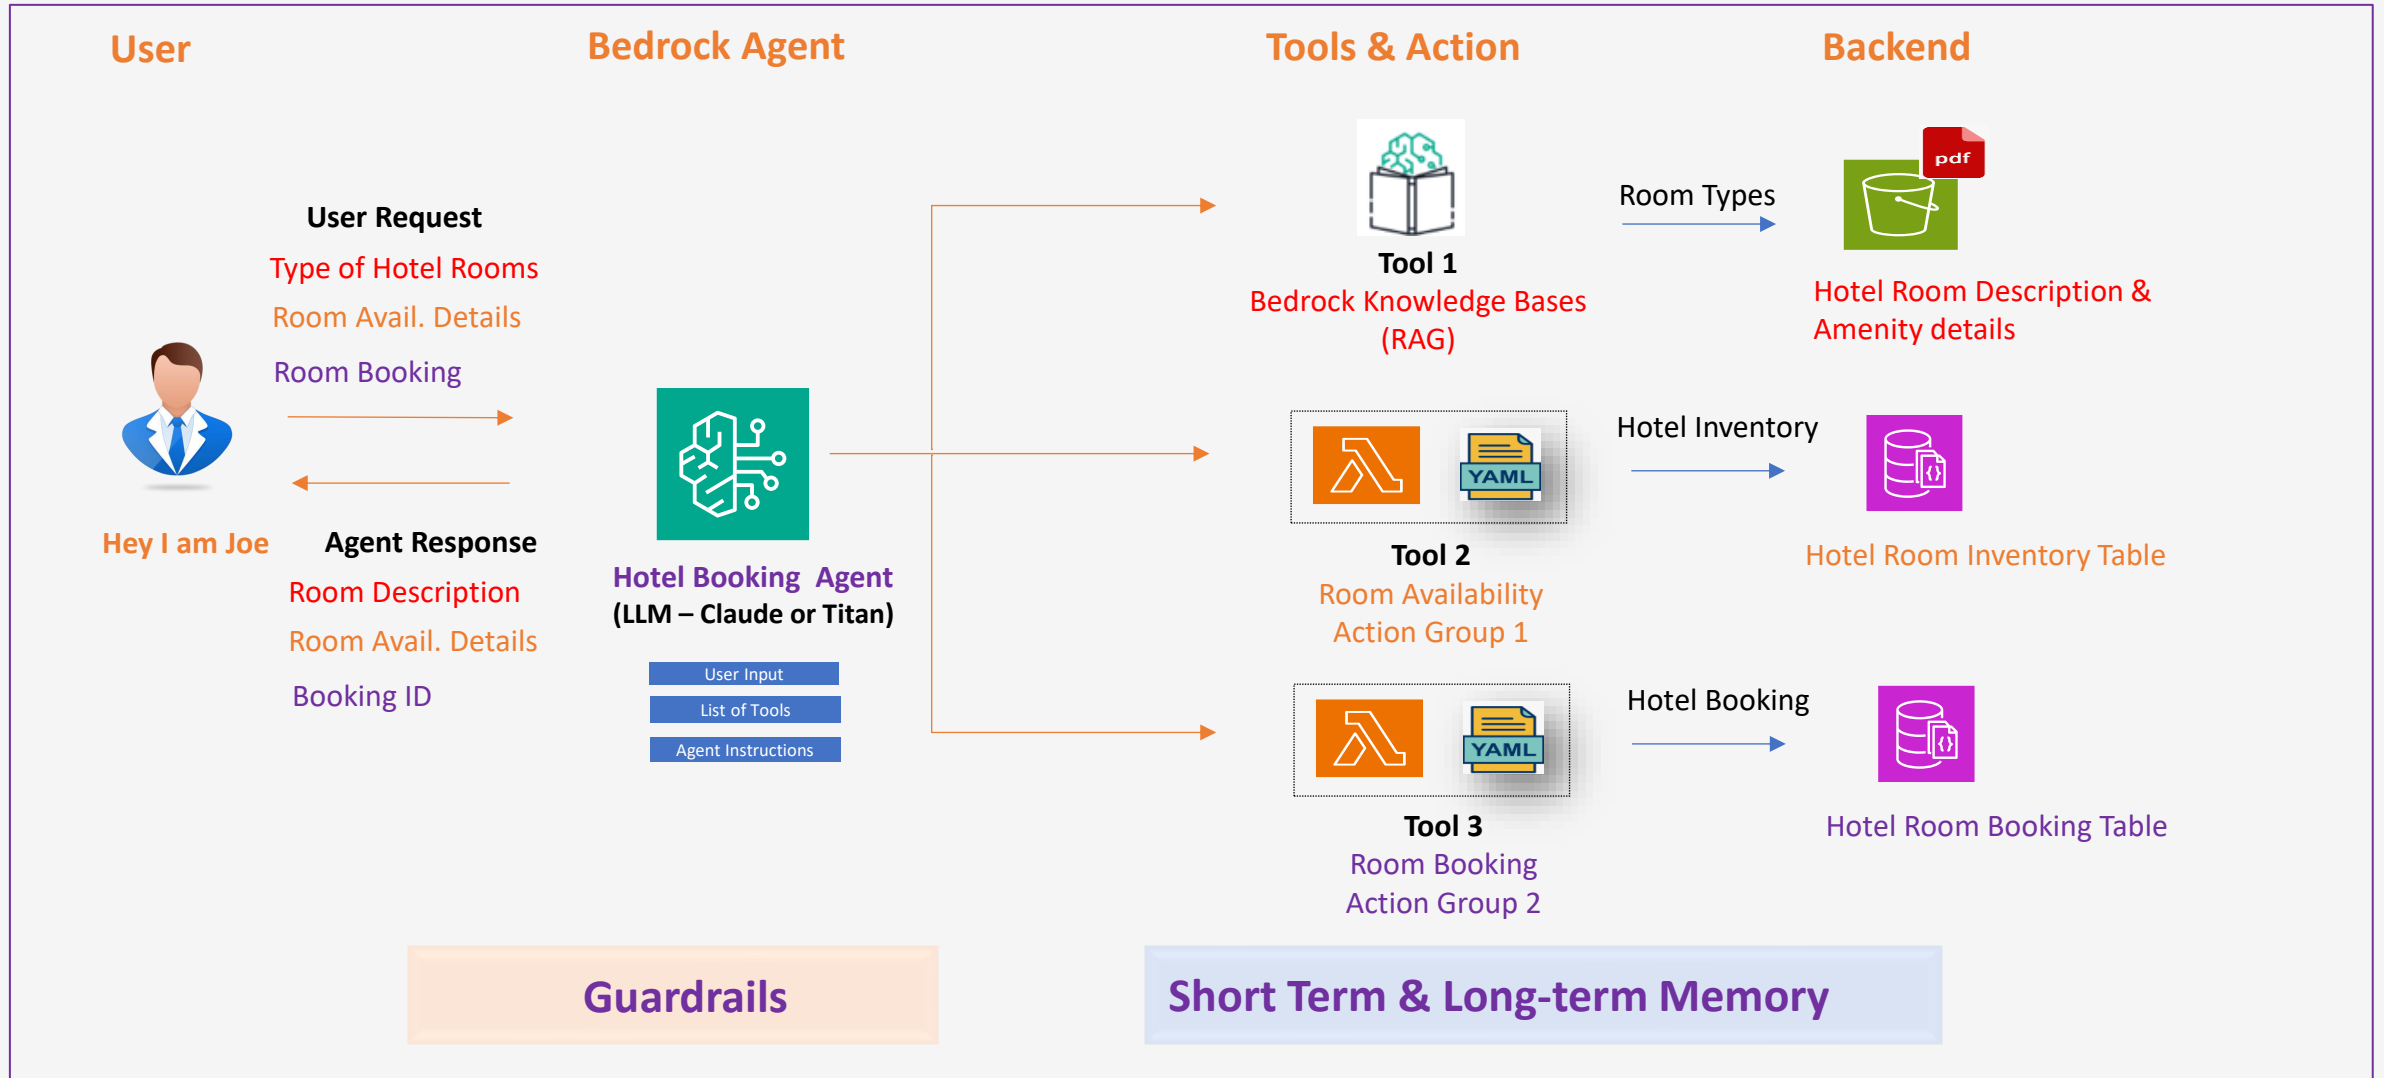 User
Bedrock Agent
Tools & Action
Backend
User Request
Type of Hotel Rooms
Room Avail. Details
Room Booking
Hey I am Joe
Agent Response
Room Description
Room Avail. Details
Booking ID
Hotel Booking Agent
(LLM – Claude or Titan)
User Input
List of Tools
Agent Instructions
Tool 1
Bedrock Knowledge Bases
(RAG)
Room Types
pdf
Hotel Room Description &
Amenity details
YAML
Tool 2
Room Availability
Action Group 1
Hotel Inventory
Hotel Room Inventory Table
YAML
Tool 3
Room Booking
Action Group 2
Hotel Booking
Hotel Room Booking Table
Guardrails
Short Term & Long-term Memory